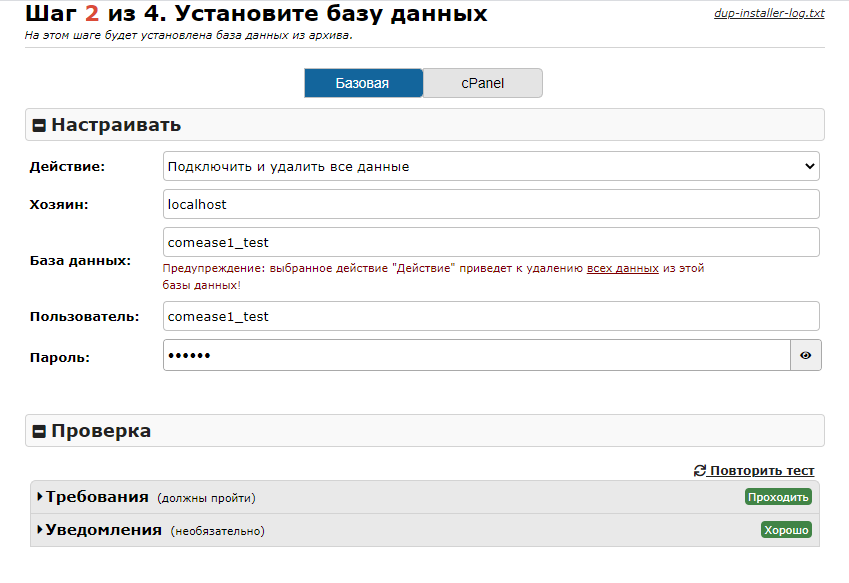 Шаг 2 из 4. Установите базу данных
dup-installer-log.txt
На этом шаге будет установлена база данных из архива.
Базовая
cPanel
Настраивать
Действие:
Подключить и удалить все данные
Хозяин:
localhost
База данных:
comease1_test
Предупреждение: выбранное действие "Действие" приведет к удалению всех данных из этой
базы данных!
Пользователь:
comease1_test
Пароль:
••••••
Проверка
Повторить тест
Требования (должны пройти)
Проходить
Уведомления (необязательно)
Хорошо